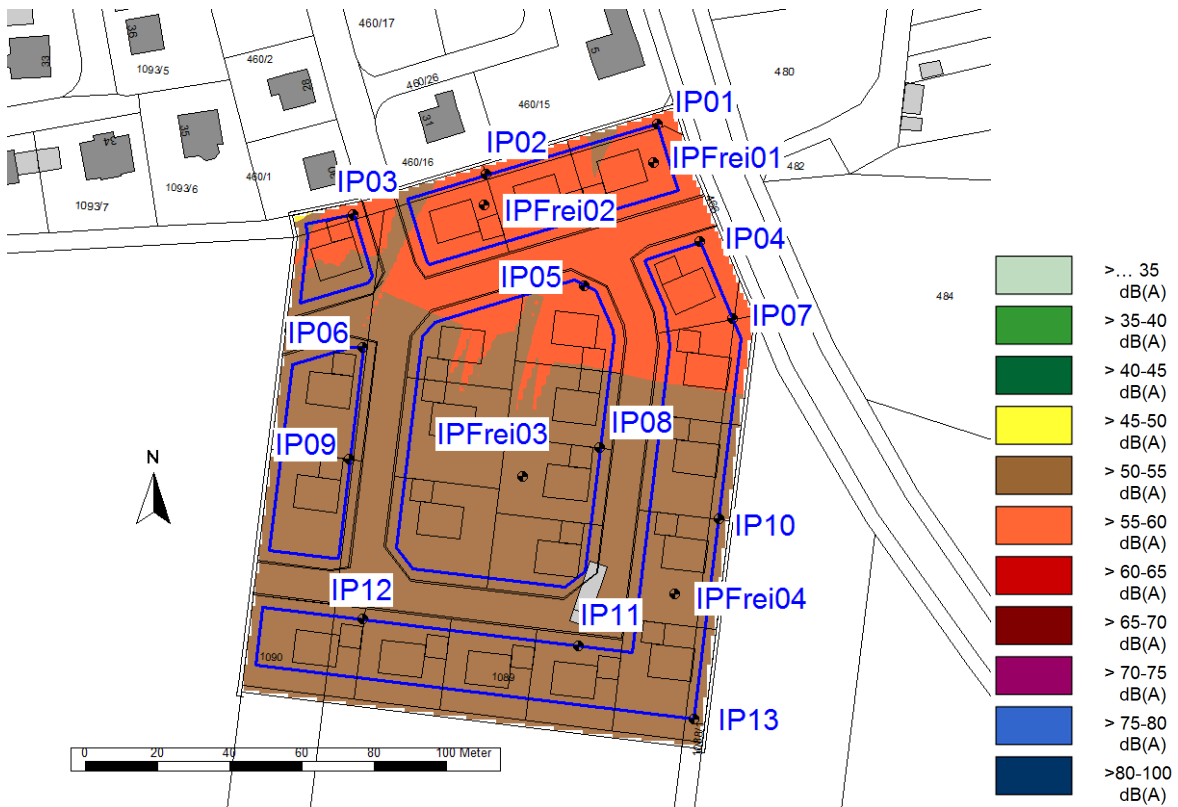 460/17
36
5
33
1093/5
460/2
28
460/26
480
460/15
31
35
34
460/16
30
482
460/1
1093/6
1093/7
IP01
IP02
IPFrei01
IP03
IPFrei02
466
IP04
484
IP05
IP07
IP06
IPFrei03
IP08
IP09
N
IP10
IPFrei04
IP12
IP11
1090
1089
IP13
1088/
0 20 40 60 80 100 Meter
>... 35
dB(A)
> 35-40
dB(A)
> 40-45
dB(A)
> 45-50
dB(A)
> 50-55
dB(A)
> 55-60
dB(A)
> 60-65
dB(A)
> 65-70
dB(A)
> 70-75
dB(A)
> 75-80
dB(A)
>80-100
dB(A)